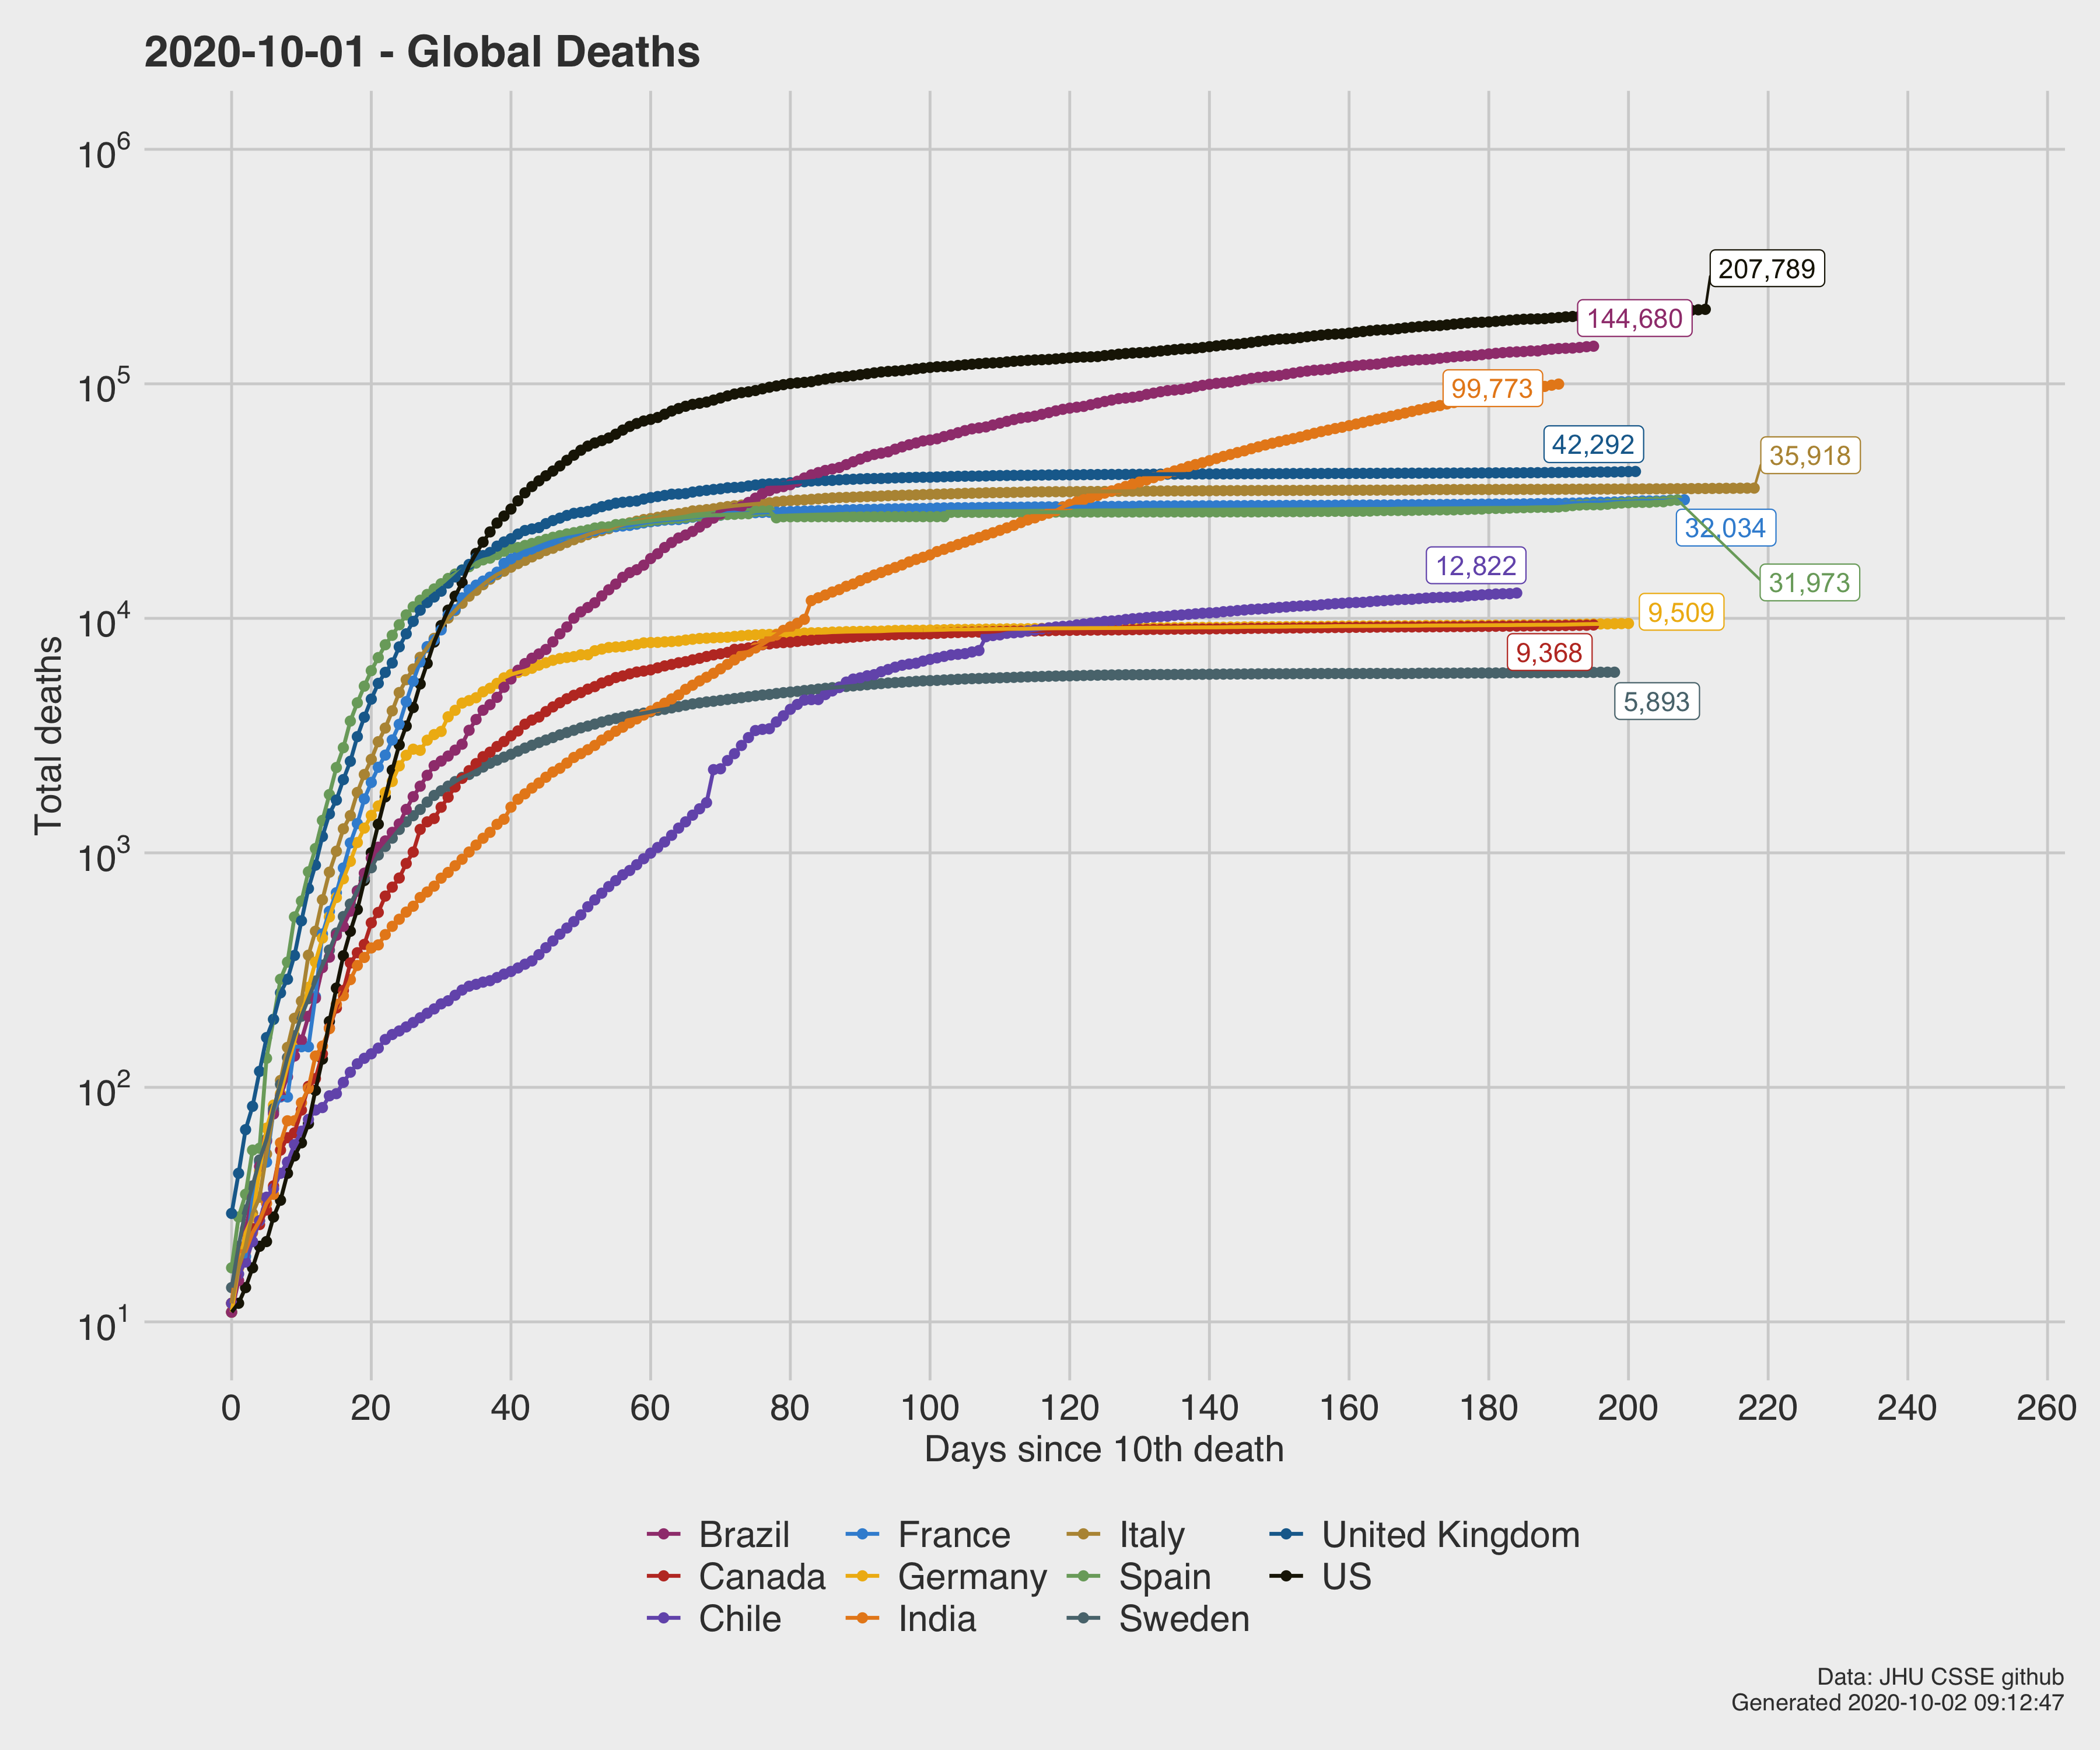 2020-10-01 - Global Deaths
10^6
10^5
10^4
10^3
10^2
10^1
Total deaths
207,789
144,680
99,773
42,292
35,918
32,034
12,822
31,973
9,509
9,368
5,893
0 20 40 60 80 100 120 140 160 180 200 220 240 260
Days since 10th death
Brazil France Italy United Kingdom
Canada Germany Spain US
Chile India Sweden
Data: JHU CSSE github
Generated 2020-10-02 09:12:47